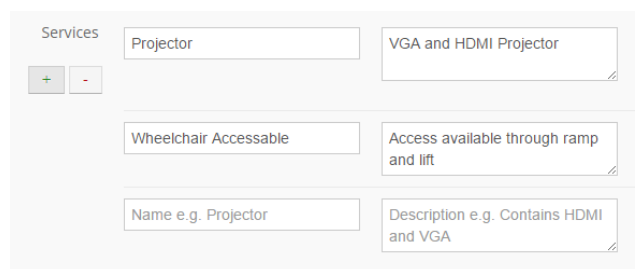 Services
Projector
VGA and HDMI Projector
+ -
Wheelchair Accessable
Access available through ramp
and lift
Name e.g. Projector
Description e.g. Contains HDMI
and VGA